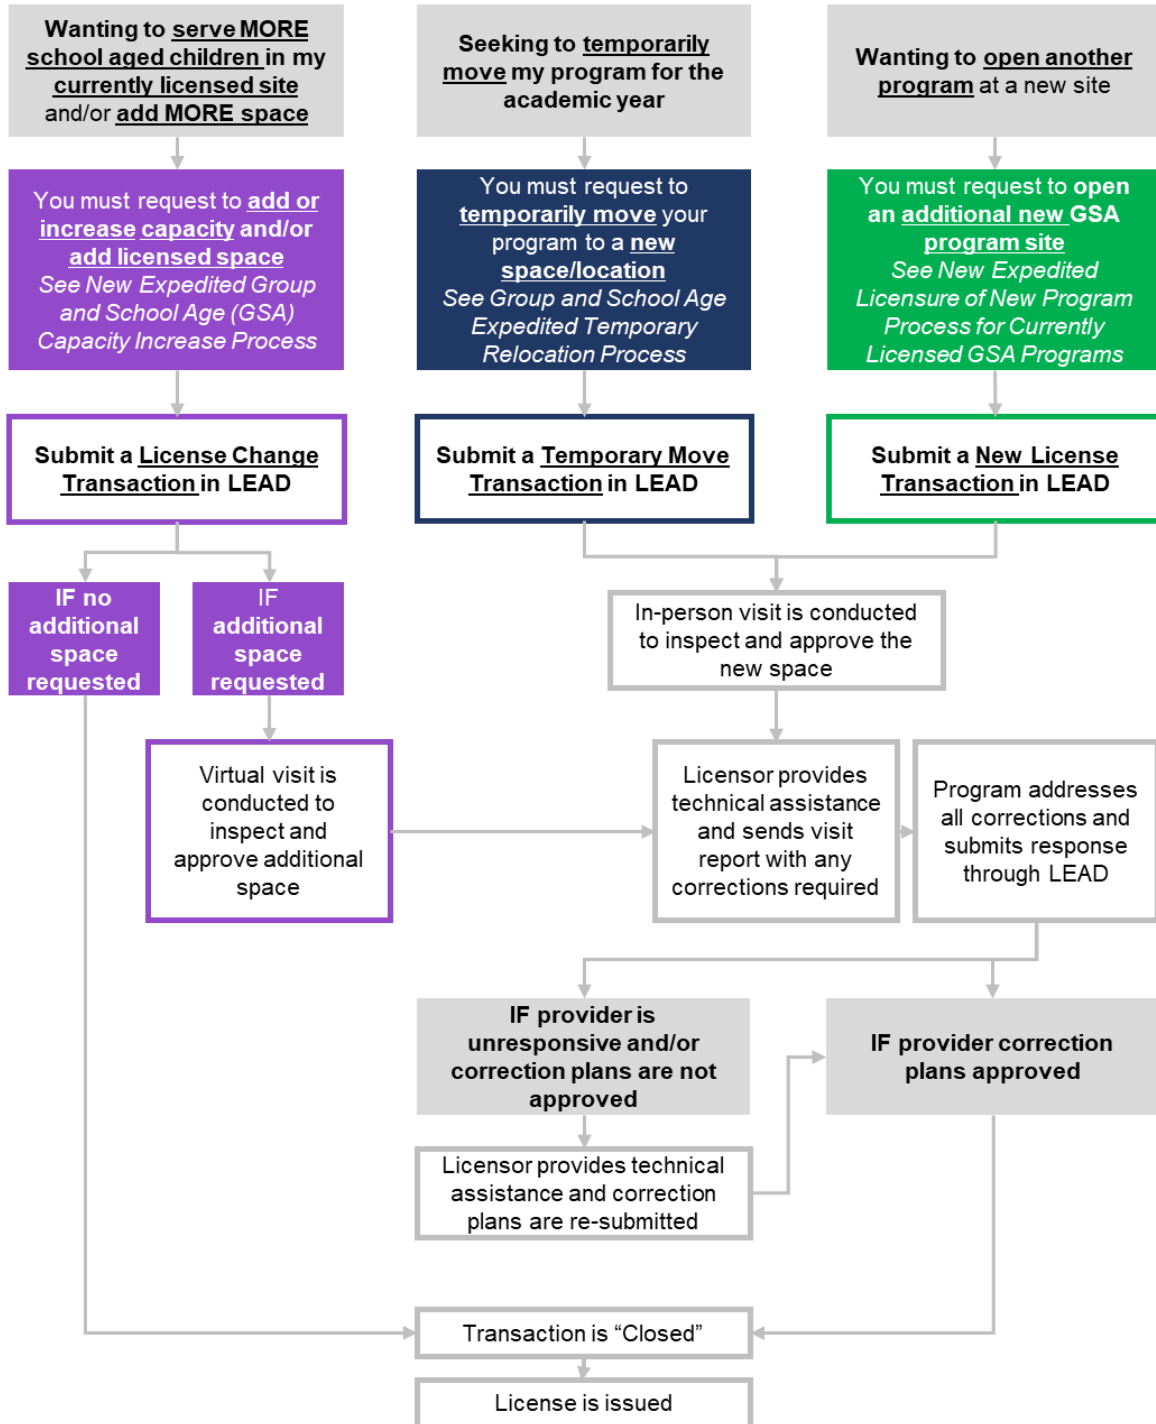 Wanting to serve MORE
school aged children in my
currently licensed site
and/or add MORE space
Seeking to temporarily
move my program for the
academic year
Wanting to open another
program at a new site
You must request to add or
increase capacity and/or
add licensed space
See New Expedited Group
and School Age (GSA)
Capacity Increase Process
You must request to
temporarily move your
program to a new
space/location
See Group and School Age
Expedited Temporary
Relocation Process
You must request to open
an additional new GSA
program site
See New Expedited
Licensure of New Program
Process for Currently
Licensed GSA Programs
Submit a License Change
Transaction in LEAD
Submit a Temporary Move
Transaction in LEAD
Submit a New License
Transaction in LEAD
IF no
additional
space
requested
IF
additional
space
requested
In-person visit is conducted
to inspect and approve the
new space
Virtual visit is
conducted to
inspect and
approve additional
space
Licensor provides
technical assistance
and sends visit
report with any
corrections required
Program addresses
all corrections and
submits response
through LEAD
IF provider is
unresponsive and/or
correction plans are not
approved
IF provider correction
plans approved
Licensor provides technical
assistance and correction
plans are re-submitted
Transaction is “Closed”
License is issued